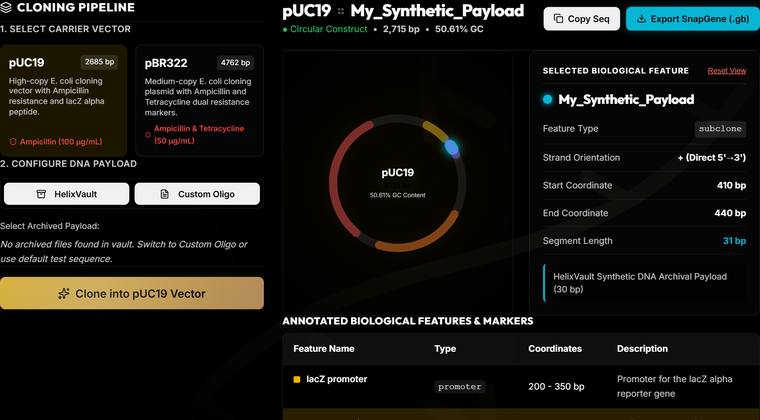 CLONING PIPELINE
1. SELECT CARRIER VECTOR
pUC19
2685 bp
High-copy E. coli cloning
vector with Ampicillin
resistance and lacZ alpha
peptide.
Ampicillin (100 µg/mL)
pBR322
4762 bp
Medium-copy E. coli cloning
plasmid with Ampicillin and
Tetracycline dual resistance
markers.
Ampicillin & Tetracycline
(50 µg/mL)
2. CONFIGURE DNA PAYLOAD
HelixVault
Custom Oligo
Select Archived Payload:
No archived files found in vault. Switch to Custom Oligo or
use default test sequence.
Clone into pUC19 Vector
pUC19 :: My_Synthetic_Payload
Circular Construct • 2,715 bp • 50.61% GC
Copy Seq
Export SnapGene (.gb)
pUC19
50.61% GC Content
SELECTED BIOLOGICAL FEATURE
Reset View
My_Synthetic_Payload
Feature Type
subclone
Strand Orientation
+ (Direct 5'→3')
Start Coordinate
410 bp
End Coordinate
440 bp
Segment Length
31 bp
HelixVault Synthetic DNA Archival Payload
(30 bp)
ANNOTATED BIOLOGICAL FEATURES & MARKERS
Feature Name
Type
Coordinates
Description
lacZ promoter
promoter
200 - 350 bp
Promoter for the lacZ alpha
reporter gene